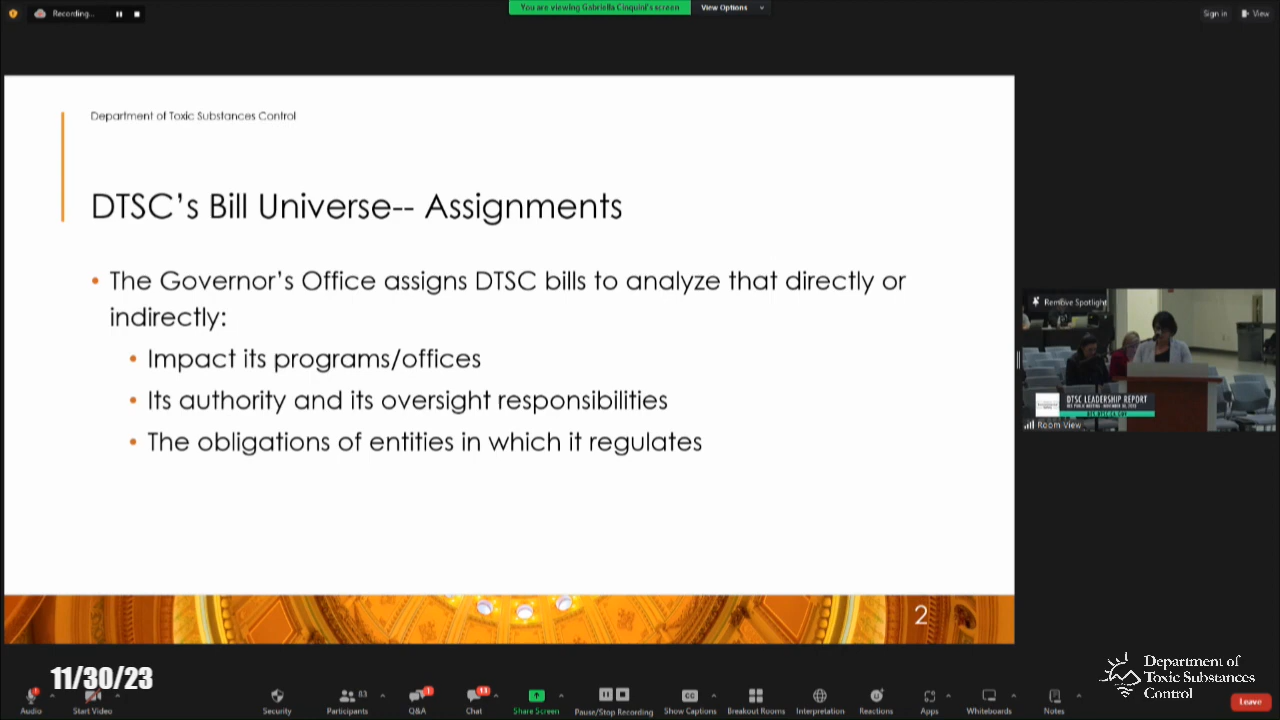 Recording...
You are viewing Gabriella Cinquini's screen
View Options
Sign in
View
Department of Toxic Substances Control
DTSC's Bill Universe-- Assignments
• The Governor's Office assigns DTSC bills to analyze that directly or
indirectly:
• Impact its programs/offices
• Its authority and its oversight responsibilities
• The obligations of entities in which it regulates
2
Remove Spotlight
DTSC LEADERSHIP REPORT
Room View
11/30/23
Department of
Toxic Substances
Control
Audio
Start Video
Security
Participants
83
Q&A
1
Chat
13
Share Screen
Pause/Stop Recording
CC
Show Captions
Breakout Rooms
Interpretation
Reactions
Apps
Whiteboards
Notes
Leave